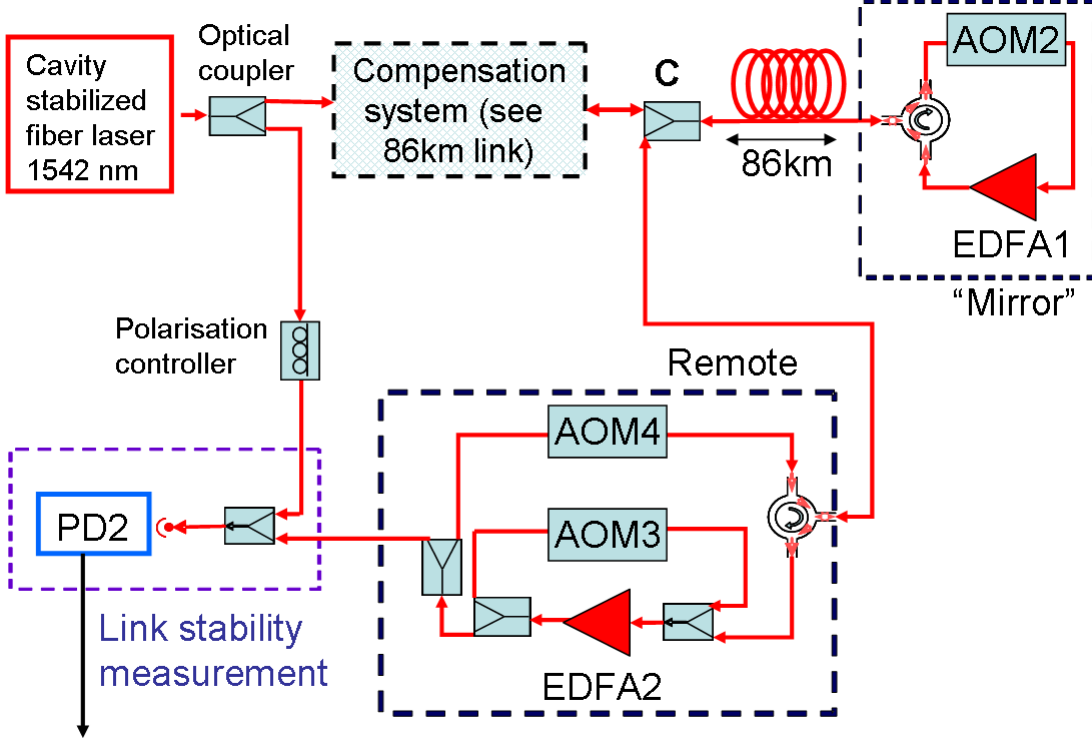 Cavity
stabilized
fiber laser
1542 nm
Optical
coupler
Compensation
system (see
86km link)
C
86km
AOM2
EDFA1
“Mirror”
Polarisation
controller
Remote
AOM4
AOM3
EDFA2
PD2
Link stability
measurement